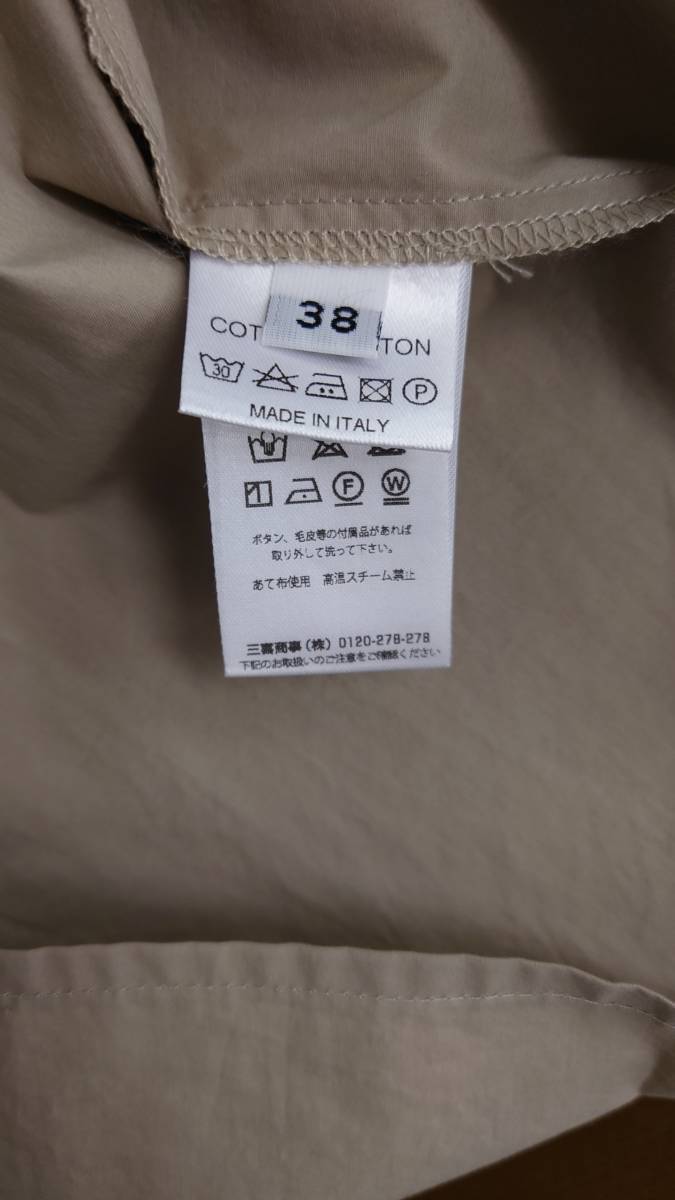 38
COT TON
30
P
MADE IN ITALY
F W
ボタン、毛皮等の付属品があれば
取り外して洗って下さい。
あて布使用 高温スチーム禁止
三喜商事(株) 0120-278-278
下記のお取扱いのご注意をご確認ください